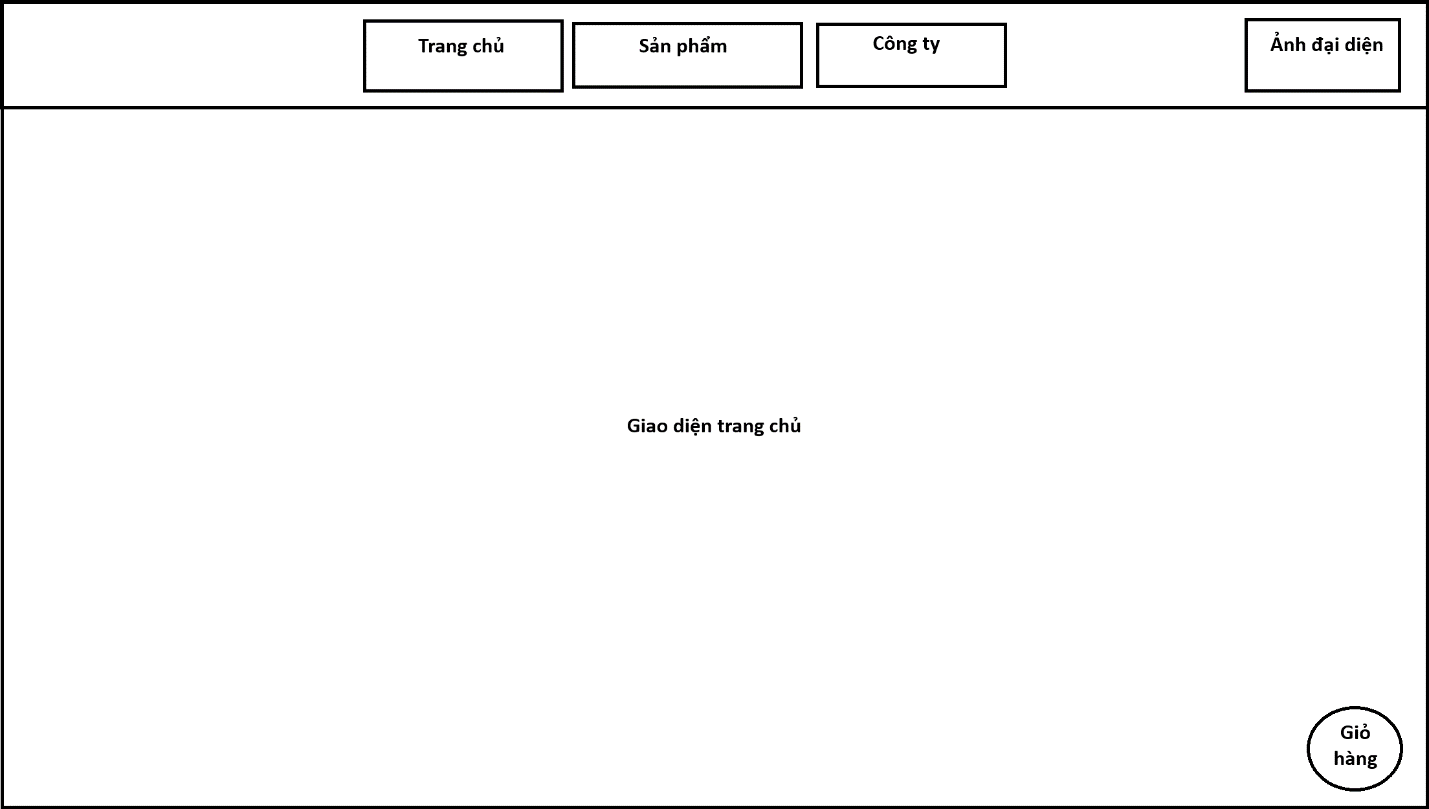 Trang chủ
Sản phẩm
Công ty
Ảnh đại diện
Giao diện trang chủ
Giỏ
hàng